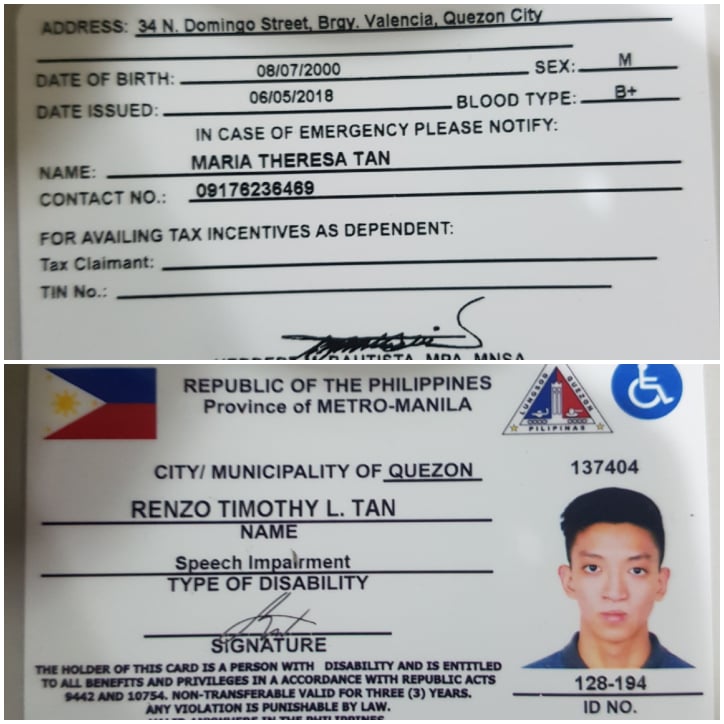 ADDRESS: 34 N. Domingo Street, Brgy. Valencia, Quezon City
DATE OF BIRTH: 08/07/2000 SEX: M
DATE ISSUED: 06/05/2018 BLOOD TYPE: B+
IN CASE OF EMERGENCY PLEASE NOTIFY:
NAME: MARIA THERESA TAN
CONTACT NO.: 09176236469
FOR AVAILING TAX INCENTIVES AS DEPENDENT:
Tax Claimant:
TIN No.:
BAUTISTA, MPA, MNSA
REPUBLIC OF THE PHILIPPINES
Province of METRO-MANILA
LUNGSOD QUEZON
PILIPINAS
CITY/ MUNICIPALITY OF QUEZON
137404
RENZO TIMOTHY L. TAN
NAME
Speech Impairment
TYPE OF DISABILITY
SIGNATURE
THE HOLDER OF THIS CARD IS A PERSON WITH DISABILITY AND IS ENTITLED
TO ALL BENEFITS AND PRIVILEGES IN ACCORDANCE WITH REPUBLIC ACTS
9442 AND 10754. NON-TRANSFERABLE VALID FOR THREE (3) YEARS.
ANY VIOLATION IS PUNISHABLE BY LAW.
VALID ANYWHERE IN THE PHILIPPINES
128-194
ID NO.